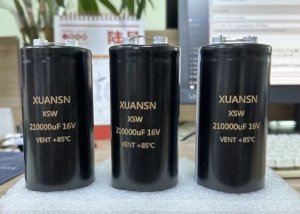 XUANSN
XSW
210000uF 16V
VENT +85℃
XUANSN
XSW
210000uF 16V
VENT +85℃
XUANSN
XSW
210000uF 16V
VENT +85℃